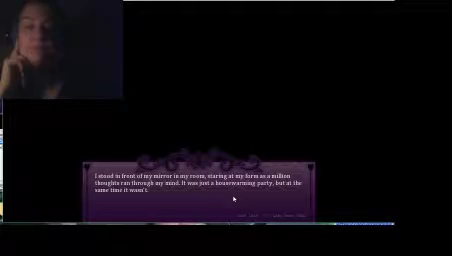 I stood in front of my mirror in my room, staring at my form as a million
thoughts ran through my mind. It was just a housewarming party, but at the
same time it wasn't.